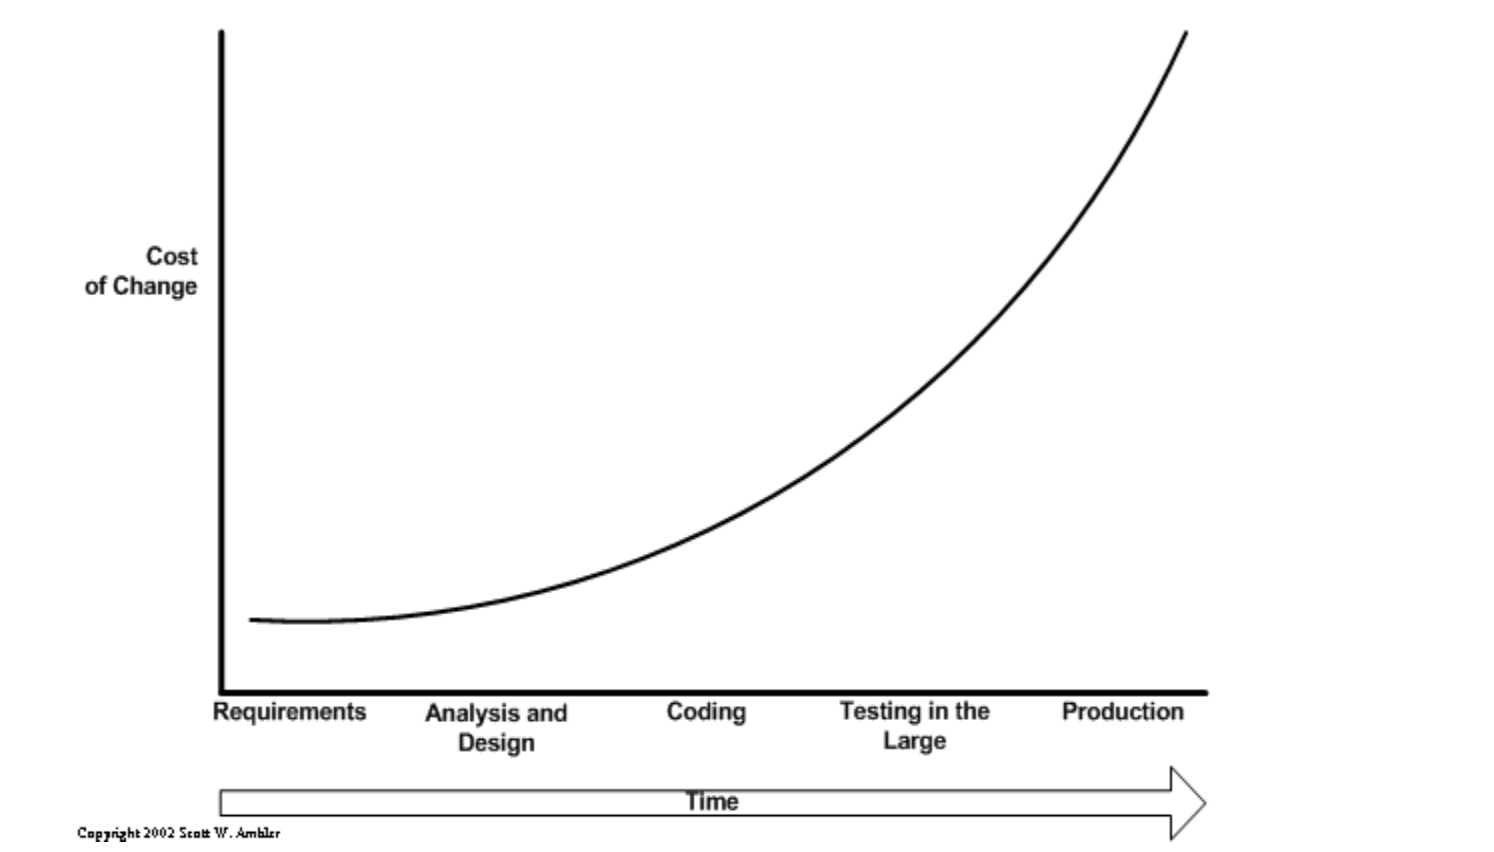 Cost
of Change
Requirements
Analysis and
Design
Coding
Testing in the
Large
Production
Time
Copyright 2002 Scott W. Ambler